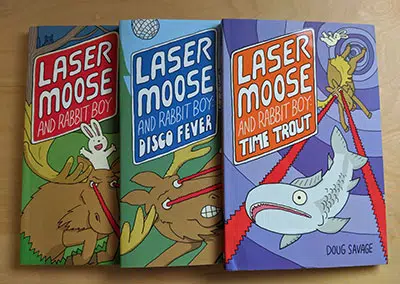 LASER
MOOSE
AND RABBIT BOY
LASER
MOOSE
AND RABBIT BOY:
DISCO FEVER
LASER
MOOSE
AND RABBIT BOY:
TIME TROUT
DOUG SAVAGE